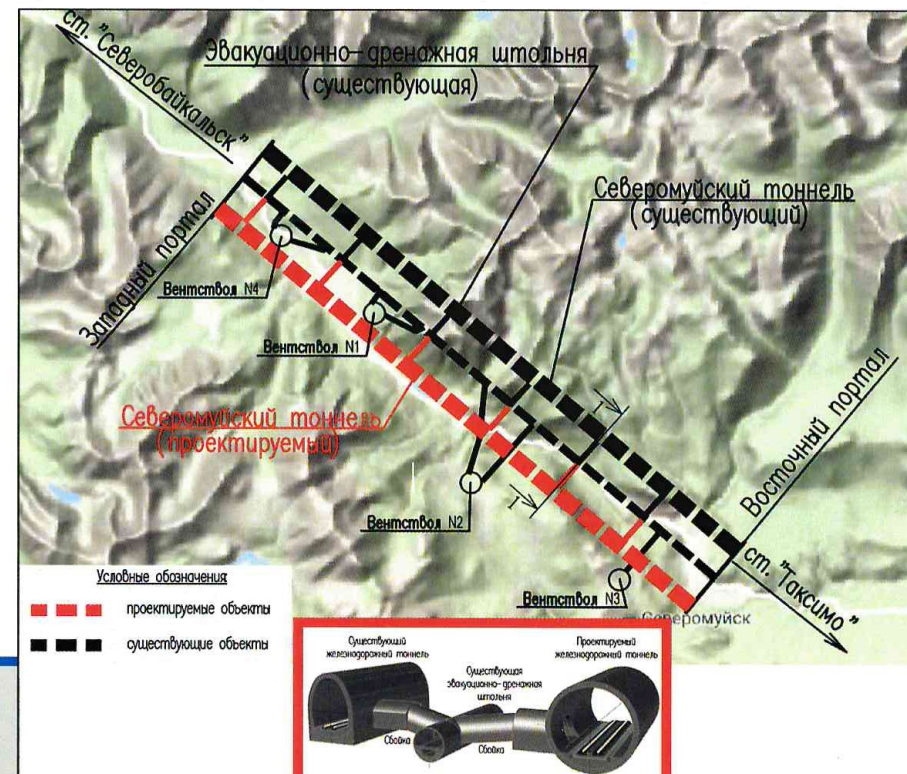 ст. "Северобайкальск"
Эвакуационно-дренажная штольня
(существующая)
Северомуйский тоннель
(существующий)
Западный портал
Вентствол N4
Вентствол N1
Северомуйский тоннель
(проектируемый)
I
I
Восточный портал
Вентствол N2
ст. "Таксимо"
Вентствол N3
Северомуйск
Условные обозначения
проектируемые объекты
существующие объекты
Существующий
железнодорожный тоннель
Существующая
эвакуационно-дренажная
штольня
Проектируемый
железнодорожный тоннель
Сбойка
Сбойка